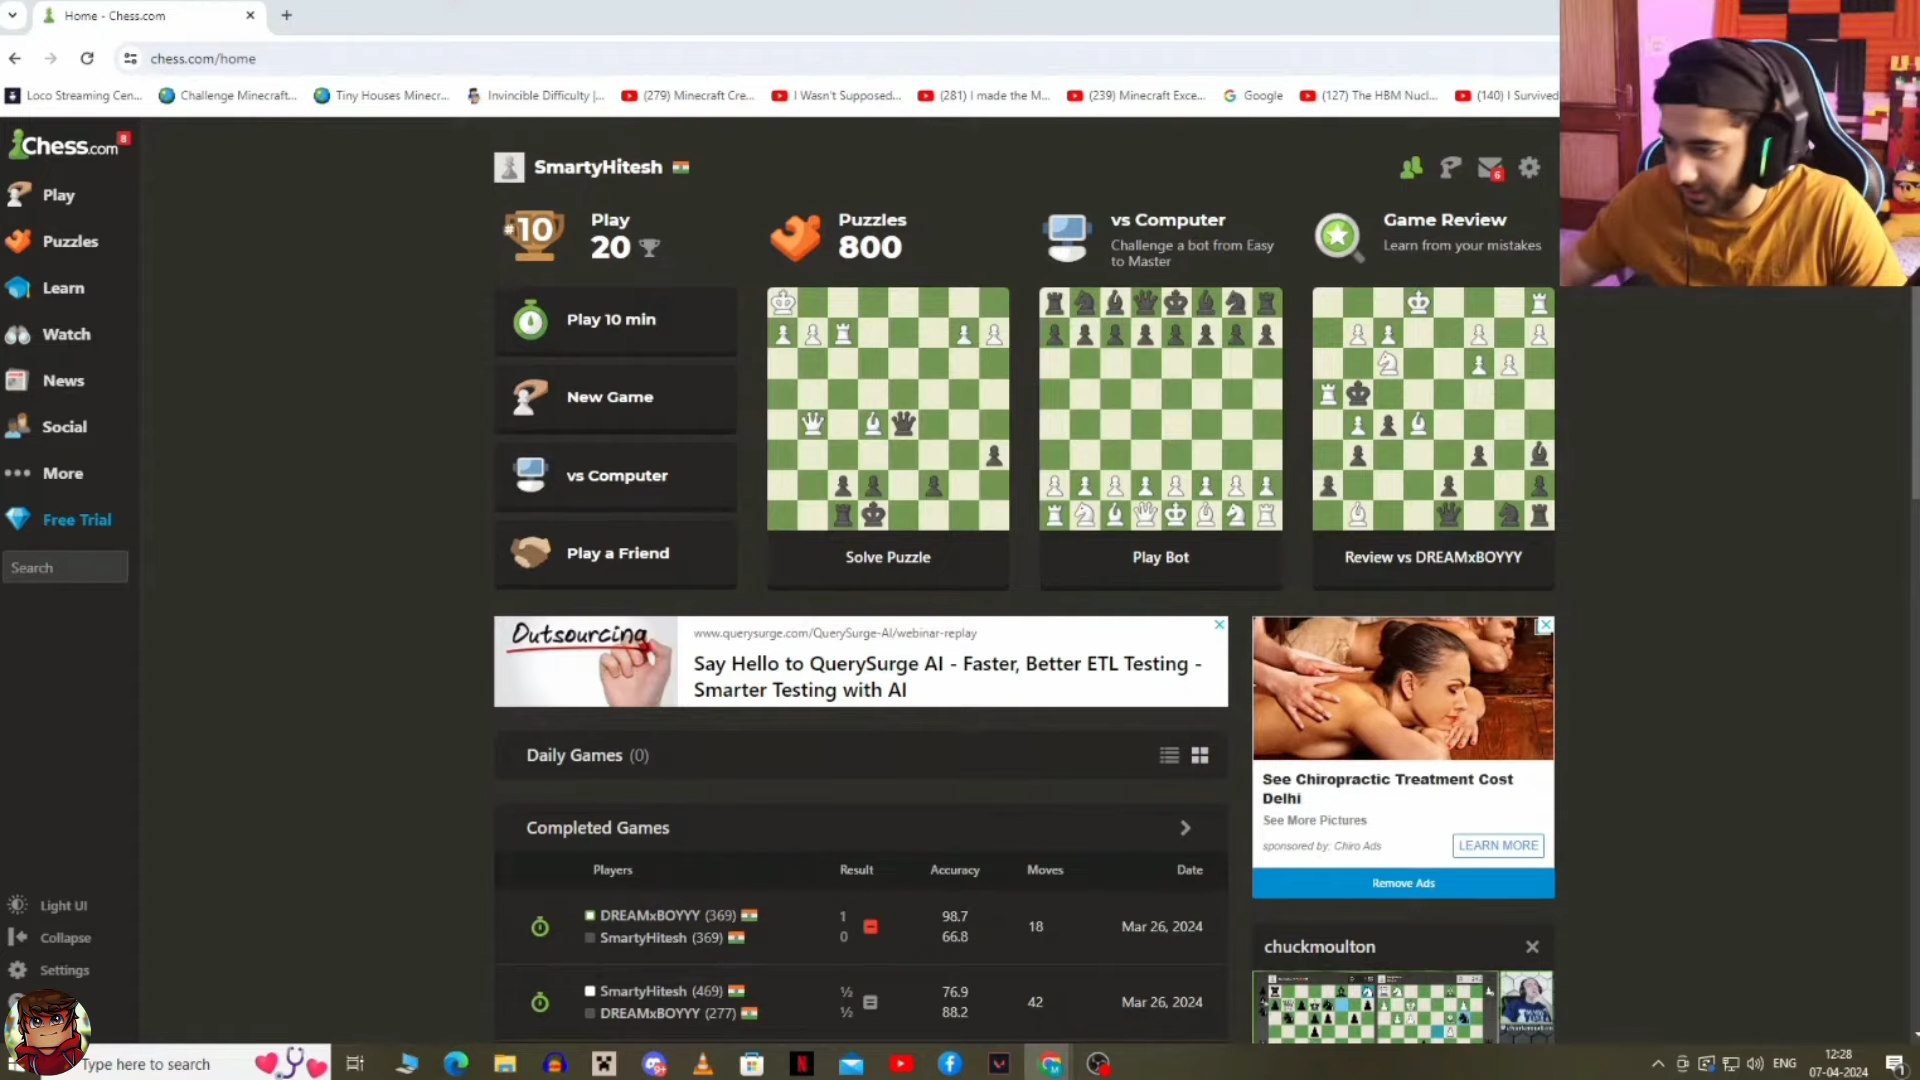 Home - Chess.com
chess.com/home
Loco Streaming Cen...
Challenge Minecraft...
Tiny Houses Minecr...
Invincible Difficulty |...
(279) Minecraft Cre...
I Wasn't Supposed...
(281) I made the M...
(239) Minecraft Exce...
Google
(127) The HBM Nucl...
(140) I Survived
Chess.com
8
Play
Puzzles
Learn
Watch
News
Social
More
Free Trial
Search
Light UI
Collapse
Settings
SmartyHitesh
6
#10
Play
20
Puzzles
800
vs Computer
Challenge a bot from Easy
to Master
Game Review
Learn from your mistakes
Play 10 min
New Game
vs Computer
Play a Friend
Solve Puzzle
Play Bot
Review vs DREAMxBOYYY
Outsourcing
www.querysurge.com/QuerySurge-AI/webinar-replay
Say Hello to QuerySurge AI - Faster, Better ETL Testing -
Smarter Testing with AI
See Chiropractic Treatment Cost
Delhi
See More Pictures
sponsored by: Chiro Ads
LEARN MORE
Remove Ads
Daily Games (0)
Completed Games
Players Result Accuracy Moves Date
DREAMxBOYYY (369) 1 98.7
SmartyHitesh (369) 0 66.8
18 Mar 26, 2024
SmartyHitesh (469) ½ 76.9
DREAMxBOYYY (277) ½ 88.2
42 Mar 26, 2024
chuckmoulton
Type here to search
ENG
12:28
07-04-2024